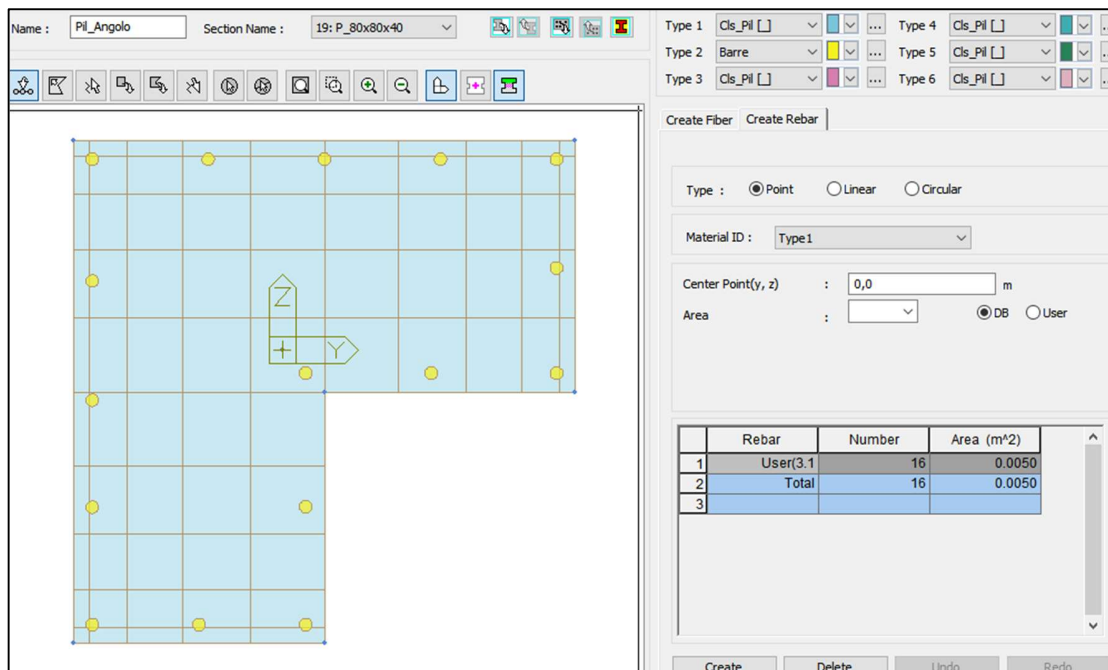 Name : Pil_Angolo Section Name : 19: P_80x80x40
Type 1 Cls_Pil [_] ... Type 4 Cls_Pil [_] ...
Type 2 Barre ... Type 5 Cls_Pil [_] ...
Type 3 Cls_Pil [_] ... Type 6 Cls_Pil [_] ...
Create Fiber Create Rebar
Type : Point Linear Circular
Material ID : Type1
Center Point(y, z) : 0,0 m
Area : DB User
Z
Y
Rebar Number Area (m^2)
1 User(3.1 16 0.0050
2 Total 16 0.0050
3
Create Delete Undo Redo